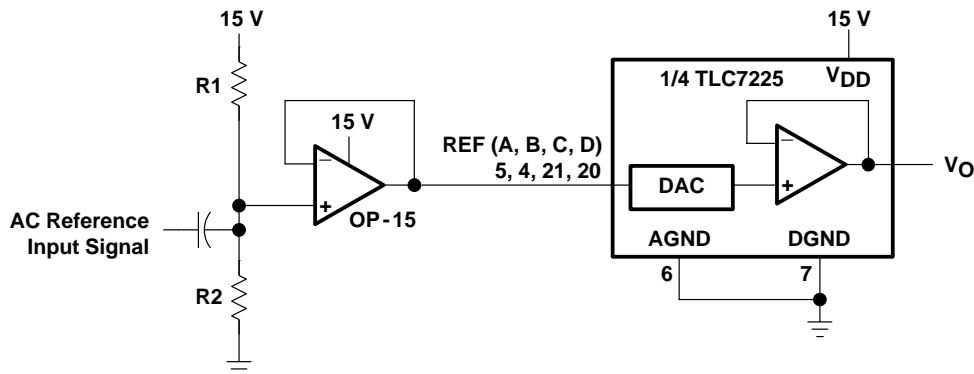 15 V
R1
15 V
OP-15
AC Reference
Input Signal
R2
REF (A, B, C, D)
5, 4, 21, 20
15 V
1/4 TLC7225
VDD
DAC
VO
AGND
DGND
6
7
−
+
−
+